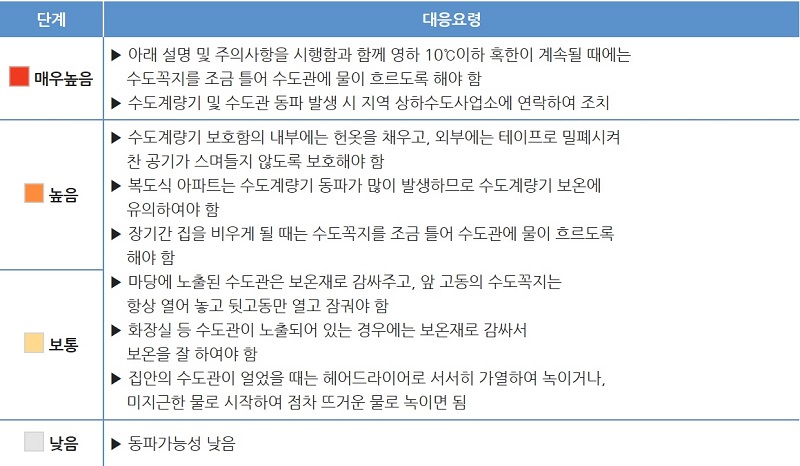 단계
대응요령
매우높음
▶ 아래 설명 및 주의사항을 시행함과 함께 영하 10℃이하 혹한이 계속될 때에는
수도꼭지를 조금 틀어 수도관에 물이 흐르도록 해야 함
▶ 수도계량기 및 수도관 동파 발생 시 지역 상하수도사업소에 연락하여 조치
높음
▶ 수도계량기 보호함의 내부에는 헌옷을 채우고, 외부에는 테이프로 밀폐시켜
찬 공기가 스며들지 않도록 보호해야 함
▶ 복도식 아파트는 수도계량기 동파가 많이 발생하므로 수도계량기 보온에
유의하여야 함
▶ 장기간 집을 비우게 될 때는 수도꼭지를 조금 틀어 수도관에 물이 흐르도록
해야 함
보통
▶ 마당에 노출된 수도관은 보온재로 감싸주고, 앞 고동의 수도꼭지는
항상 열어 놓고 뒷고동만 열고 잠궈야 함
▶ 화장실 등 수도관이 노출되어 있는 경우에는 보온재로 감싸서
보온을 잘 하여야 함
▶ 집안의 수도관이 얼었을 때는 헤어드라이어로 서서히 가열하여 녹이거나,
미지근한 물로 시작하여 점차 뜨거운 물로 녹이면 됨
낮음
▶ 동파가능성 낮음